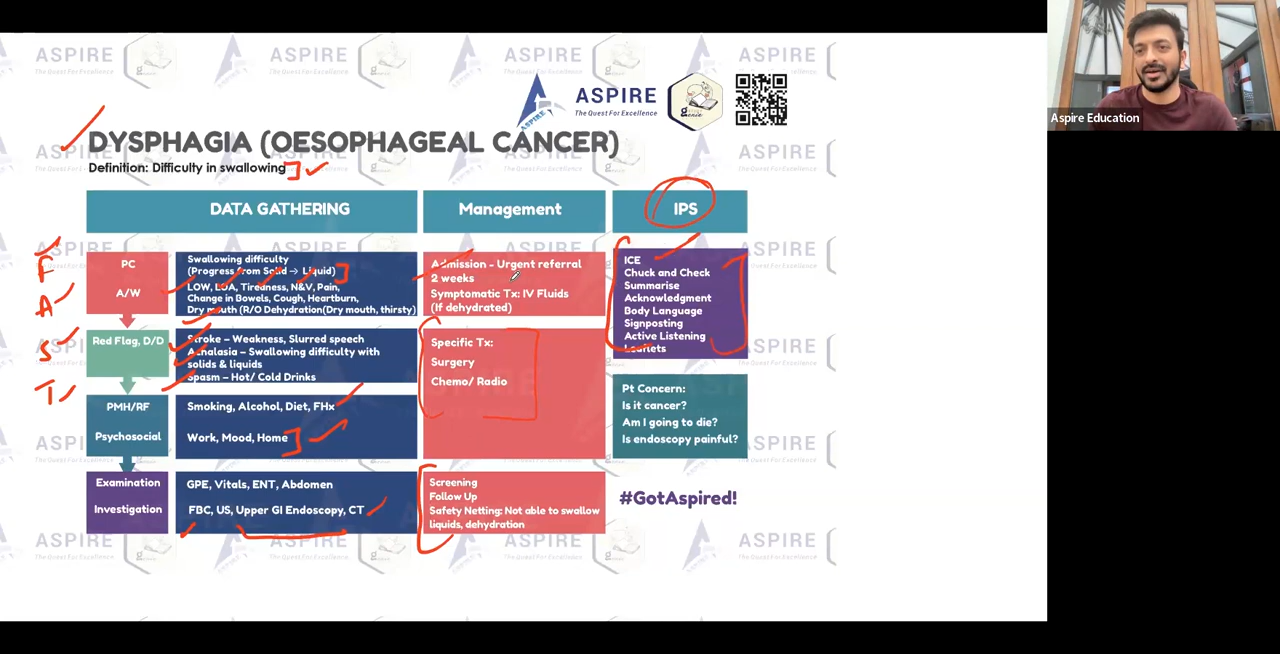 ASPIRE
The Quest For Excellence
DYSPHAGIA (OESOPHAGEAL CANCER)
Definition: Difficulty in swallowing
DATA GATHERING
Management
IPS
F
A
S
T
PC
A/W
Swallowing difficulty
(Progress from Solid → Liquid)
LOW, LOA, Tiredness, N&V, Pain,
Change in Bowels, Cough, Heartburn,
Dry mouth (R/O Dehydration(Dry mouth, thirsty)
Red Flag, D/D
Stroke – Weakness, Slurred speech
Achalasia – Swallowing difficulty with
solids & liquids
Spasm – Hot/ Cold Drinks
PMH/RF
Psychosocial
Smoking, Alcohol, Diet, FHx
Work, Mood, Home
Examination
Investigation
GPE, Vitals, ENT, Abdomen
FBC, US, Upper GI Endoscopy, CT
Admission - Urgent referral
2 weeks
Symptomatic Tx: IV Fluids
(If dehydrated)
Specific Tx:
Surgery
Chemo/ Radio
Screening
Follow Up
Safety Netting: Not able to swallow
liquids, dehydration
ICE
Chuck and Check
Summarise
Acknowledgment
Body Language
Signposting
Active Listening
Leaflets
Pt Concern:
Is it cancer?
Am I going to die?
Is endoscopy painful?
#GotAspired!
Aspire Education